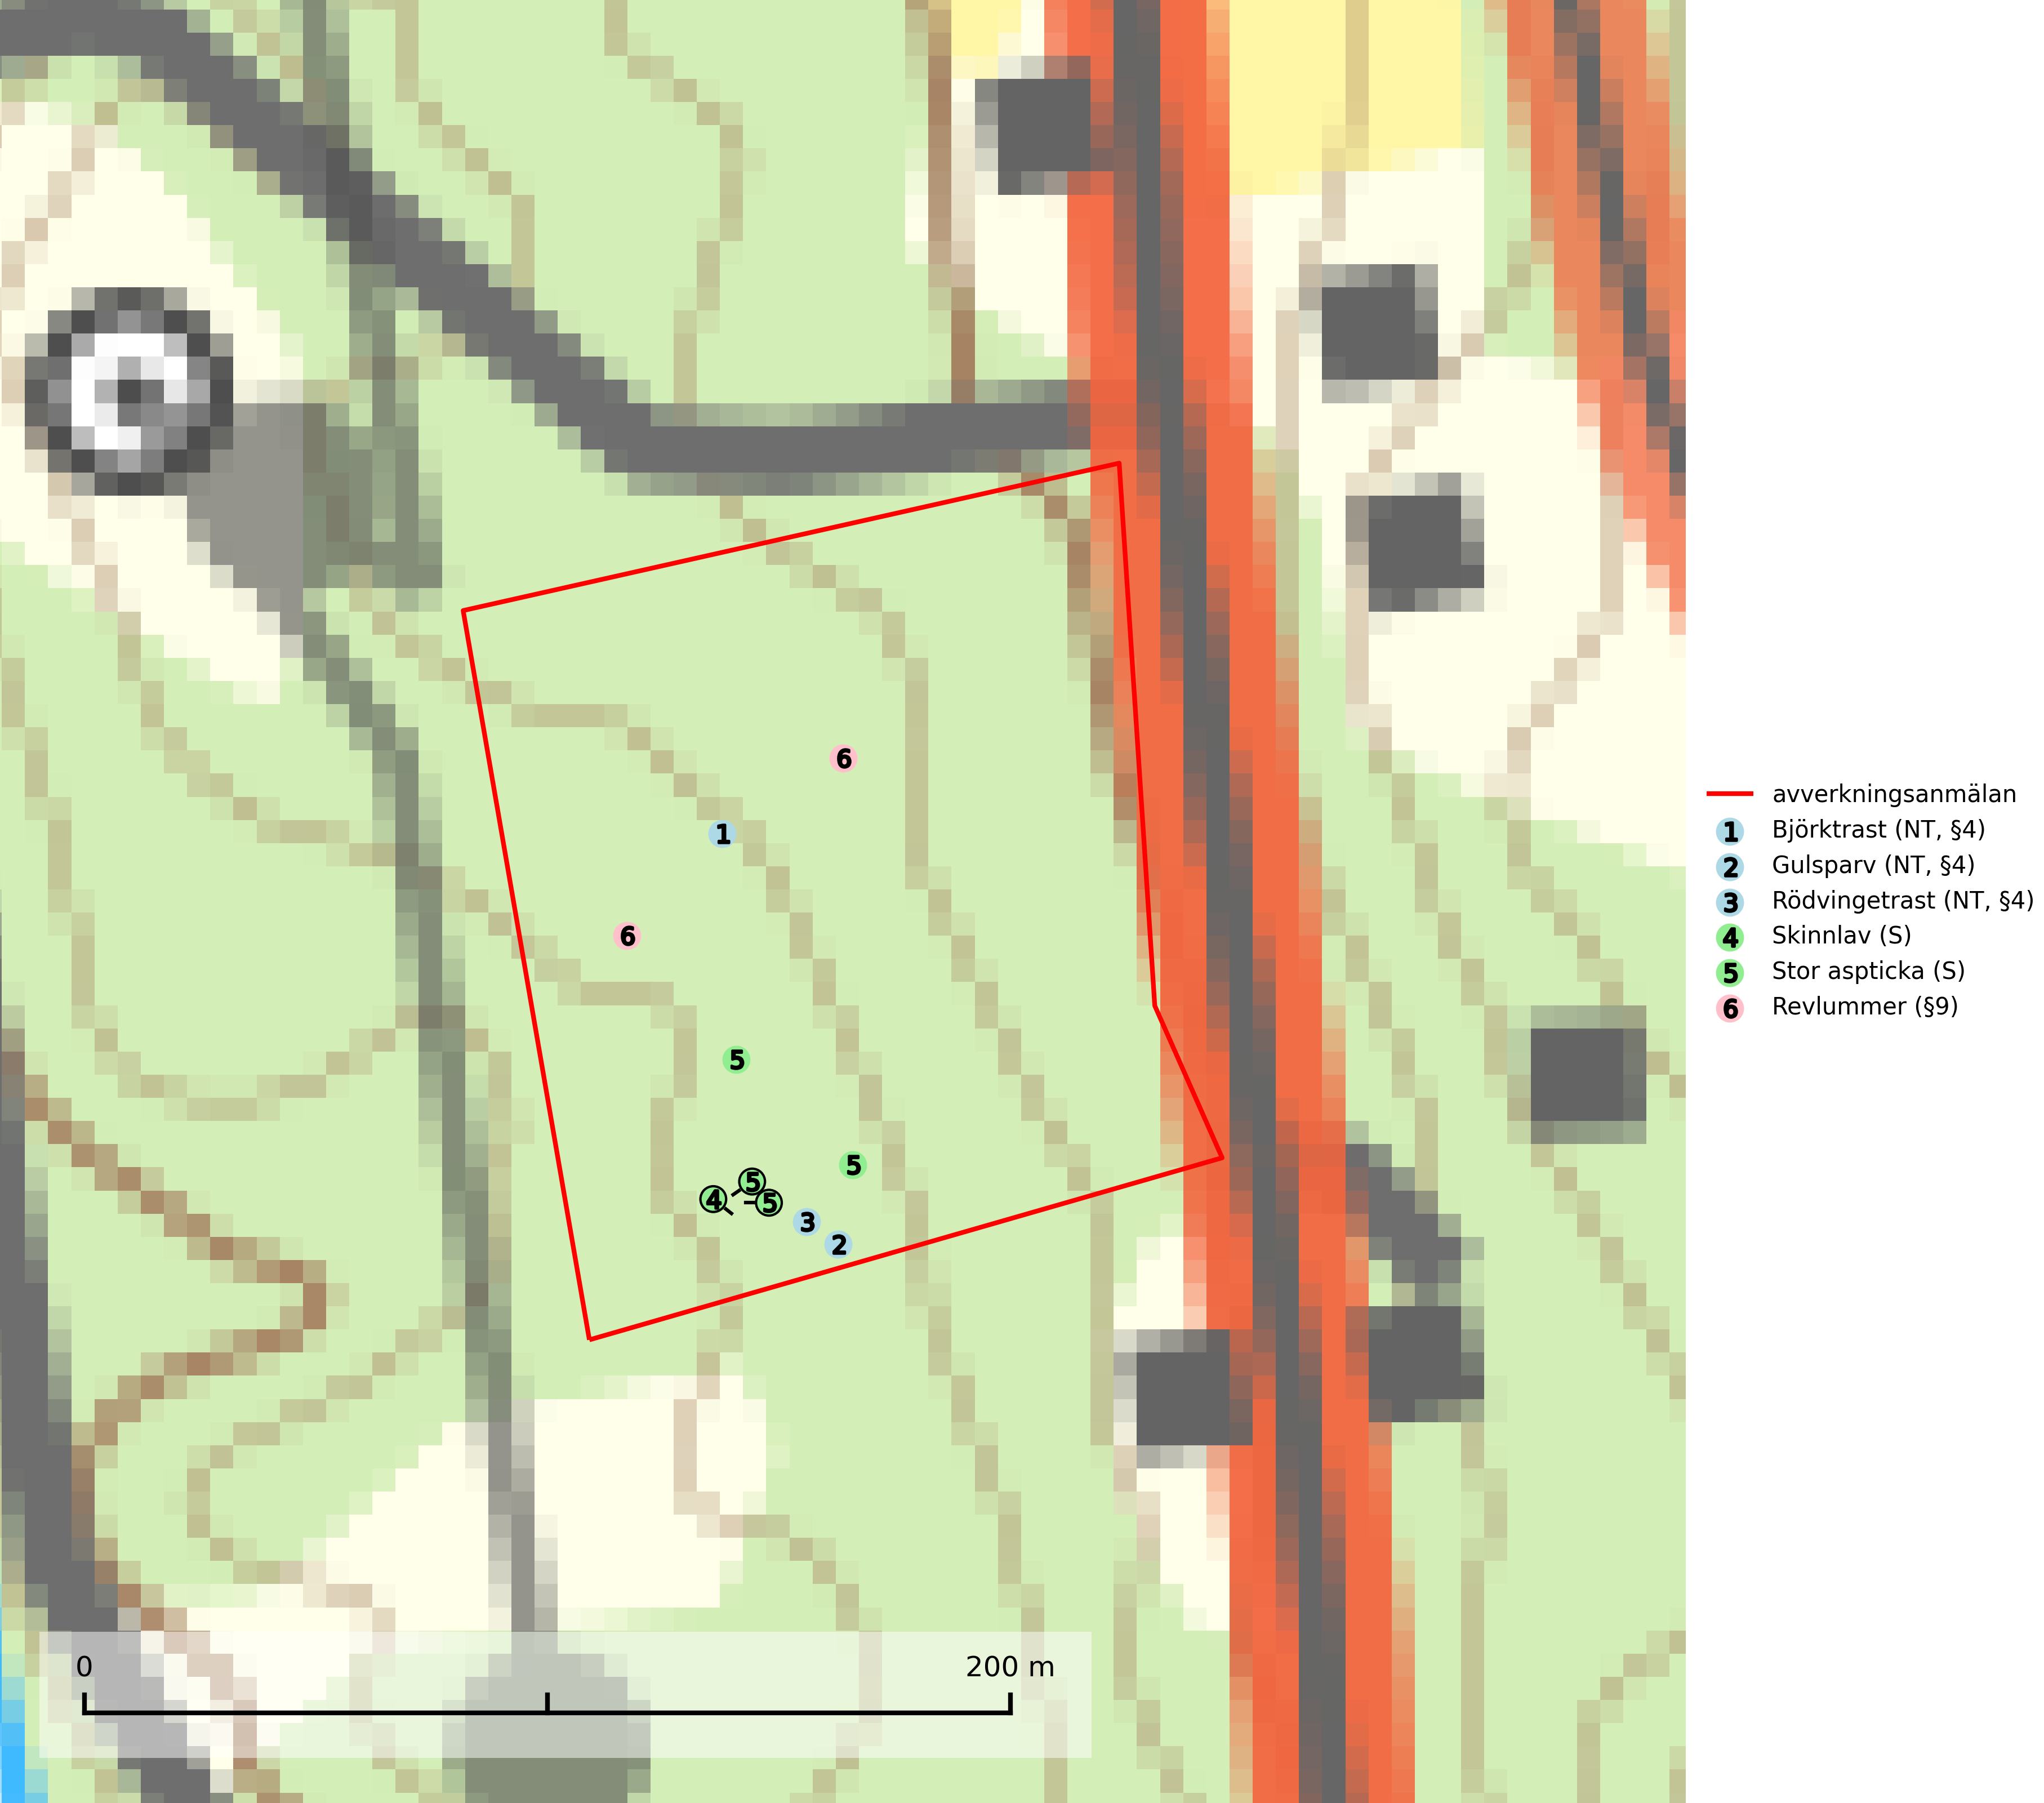 6
1
6
5
5
5
4
5
3
2
0 200 m
avverkningsanmälan
1 Björktrast (NT, §4)
2 Gulsparv (NT, §4)
3 Rödvingetrast (NT, §4)
4 Skinnlav (S)
5 Stor aspticka (S)
6 Revlummer (§9)